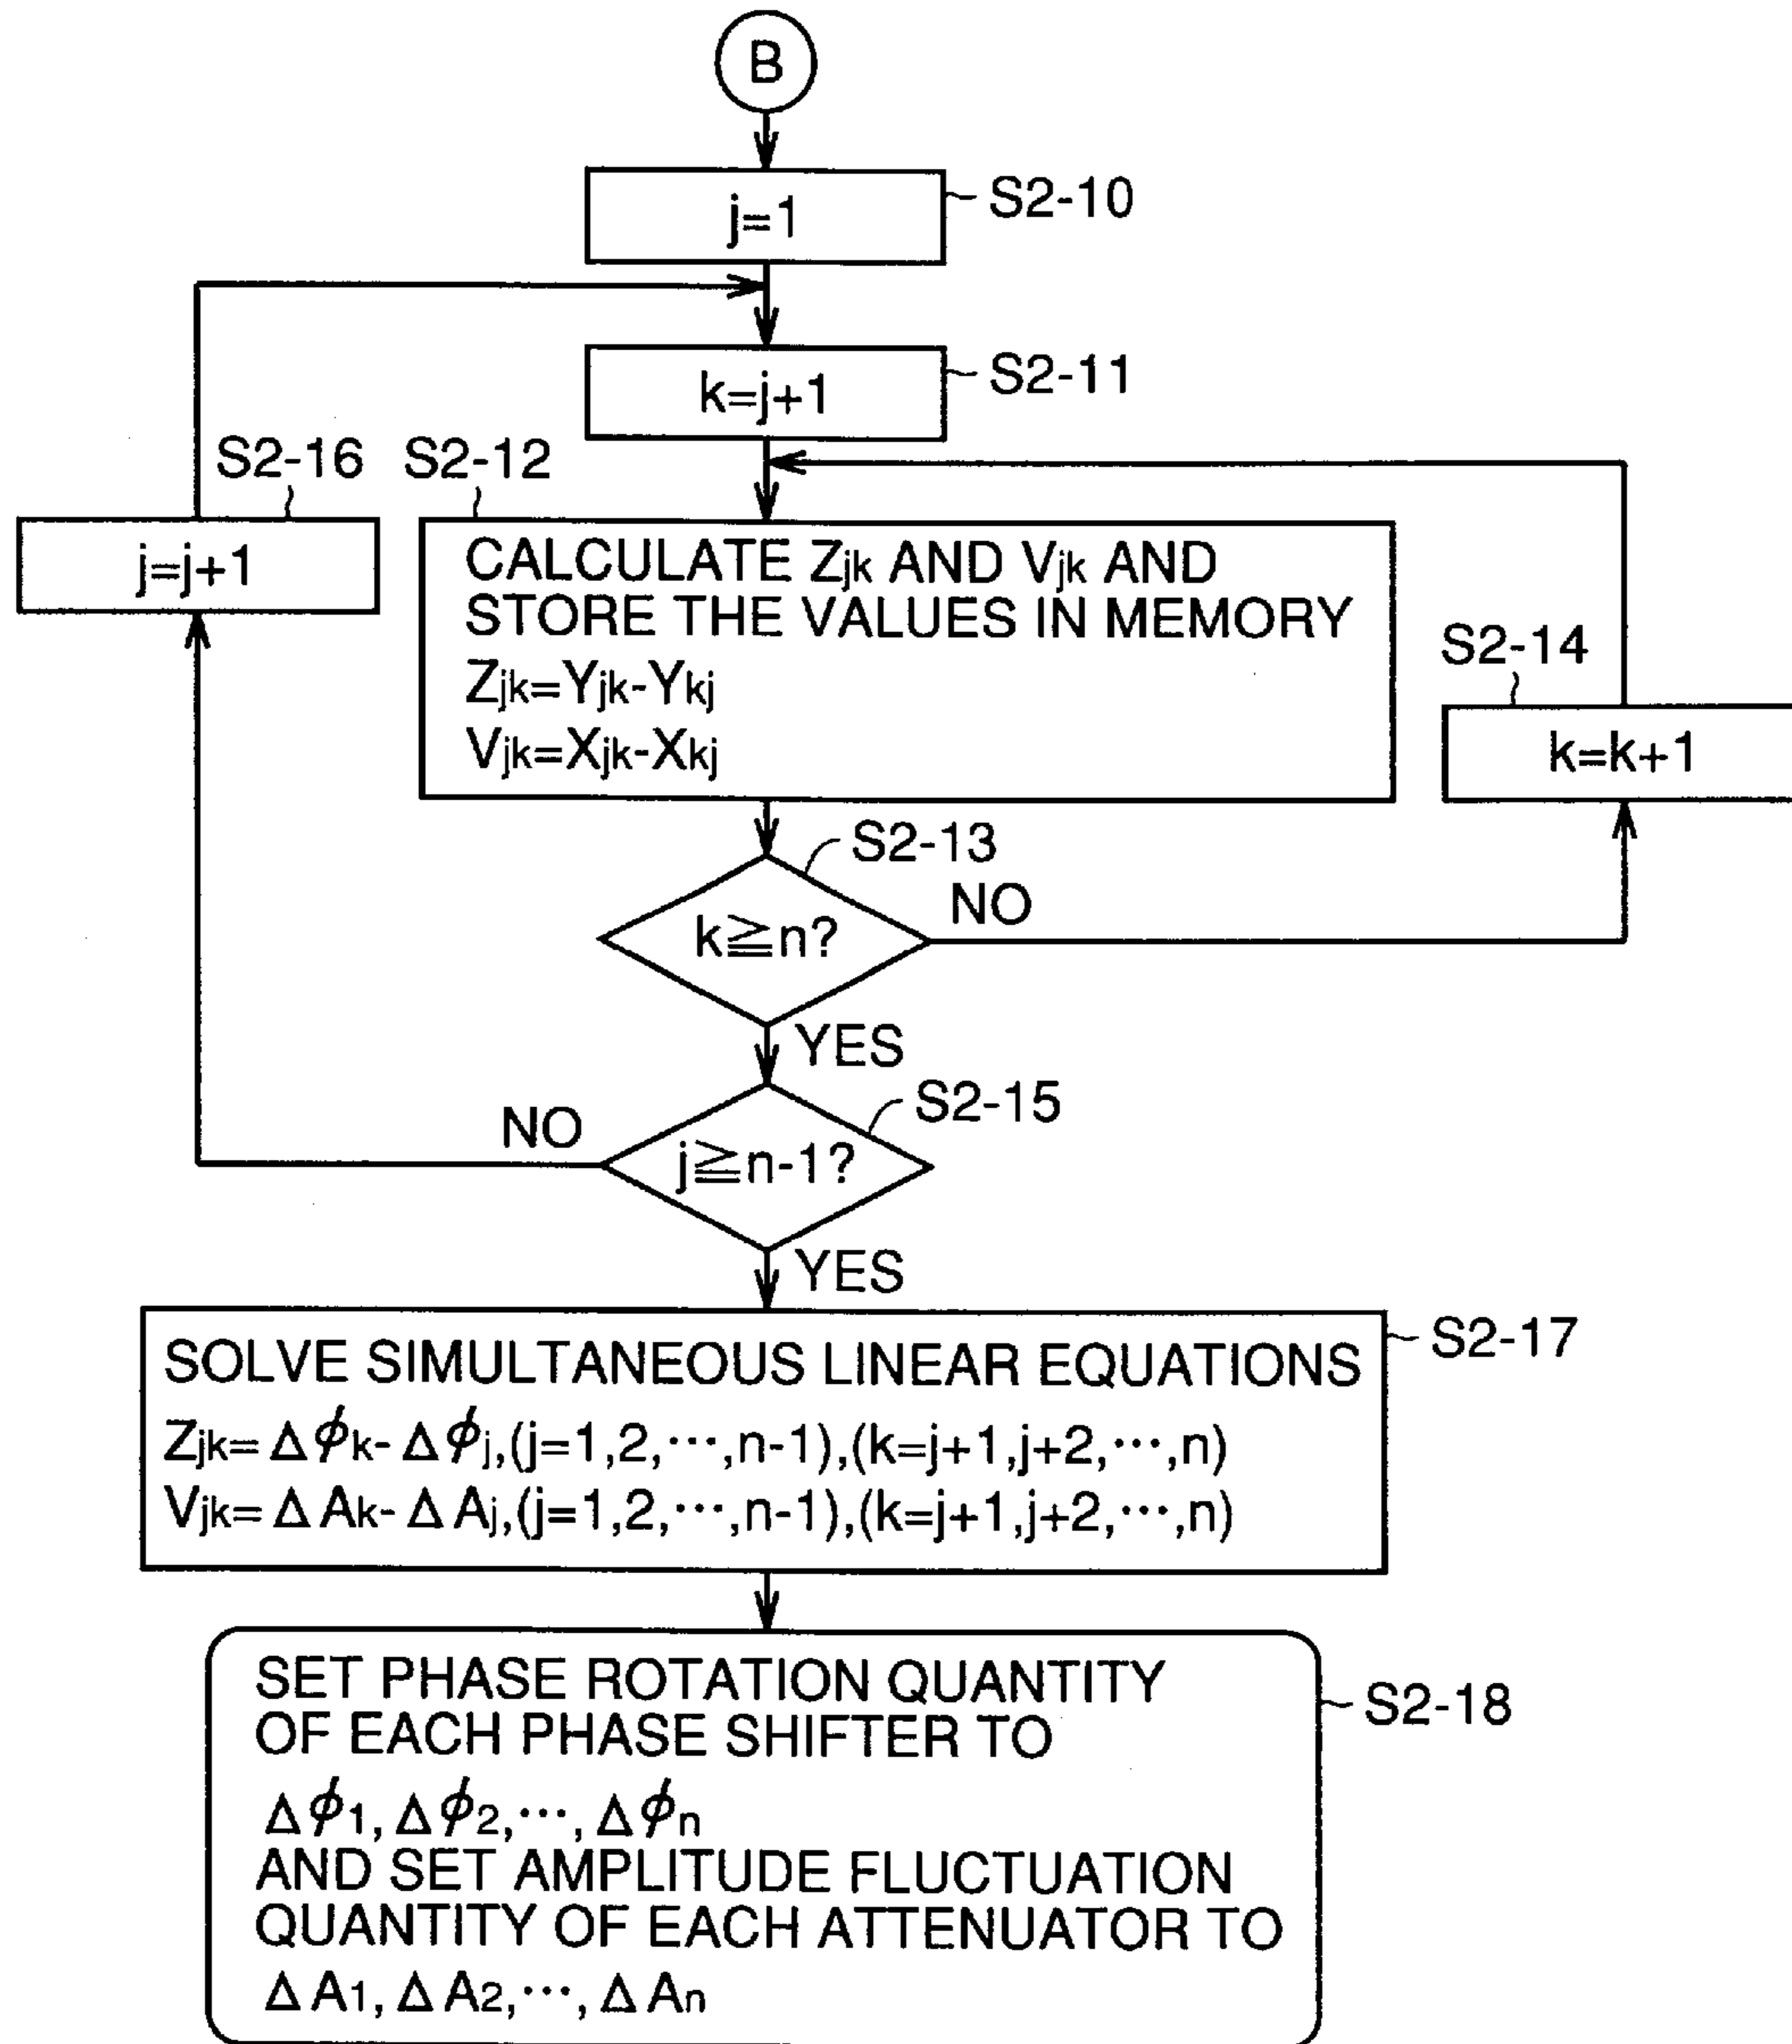 B
j=1
S2-10
k=j+1
S2-11
S2-16
S2-12
j=j+1
CALCULATE Zjk AND Vjk AND
STORE THE VALUES IN MEMORY
Zjk=Yjk-Ykj
Vjk=Xjk-Xkj
S2-14
k=k+1
S2-13
k≧n?
NO
YES
S2-15
j≧n-1?
NO
YES
S2-17
SOLVE SIMULTANEOUS LINEAR EQUATIONS
Zjk=Δϕk-Δϕj,(j=1,2,⋯,n-1),(k=j+1,j+2,⋯,n)
Vjk=ΔAk-ΔAj,(j=1,2,⋯,n-1),(k=j+1,j+2,⋯,n)
SET PHASE ROTATION QUANTITY
OF EACH PHASE SHIFTER TO
Δϕ1,Δϕ2,⋯,Δϕn
AND SET AMPLITUDE FLUCTUATION
QUANTITY OF EACH ATTENUATOR TO
ΔA1,ΔA2,⋯,ΔAn
S2-18